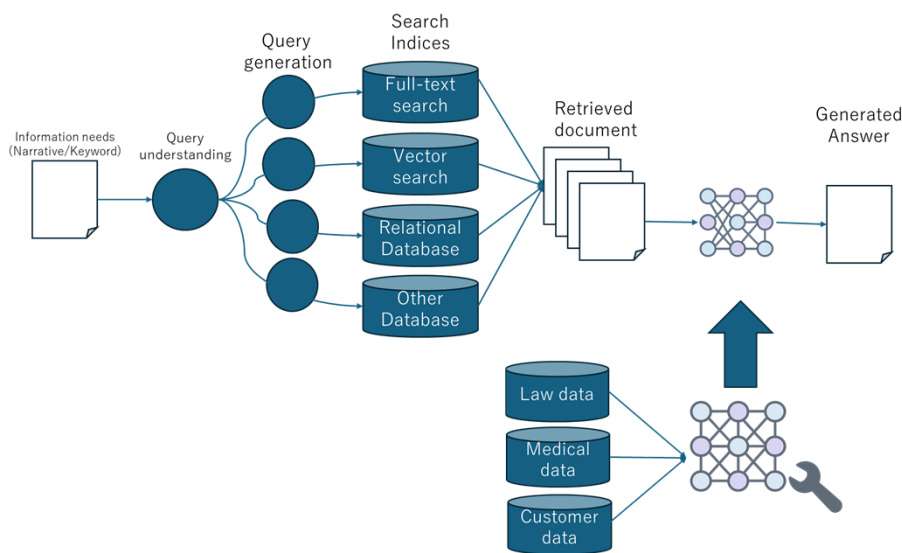 Search
Indices
Query
generation
Full-text
search
Retrieved
document
Generated
Answer
Information needs
(Narrative/Keyword)
Query
understanding
Vector
search
Relational
Database
Other
Database
Law data
Medical
data
Customer
data